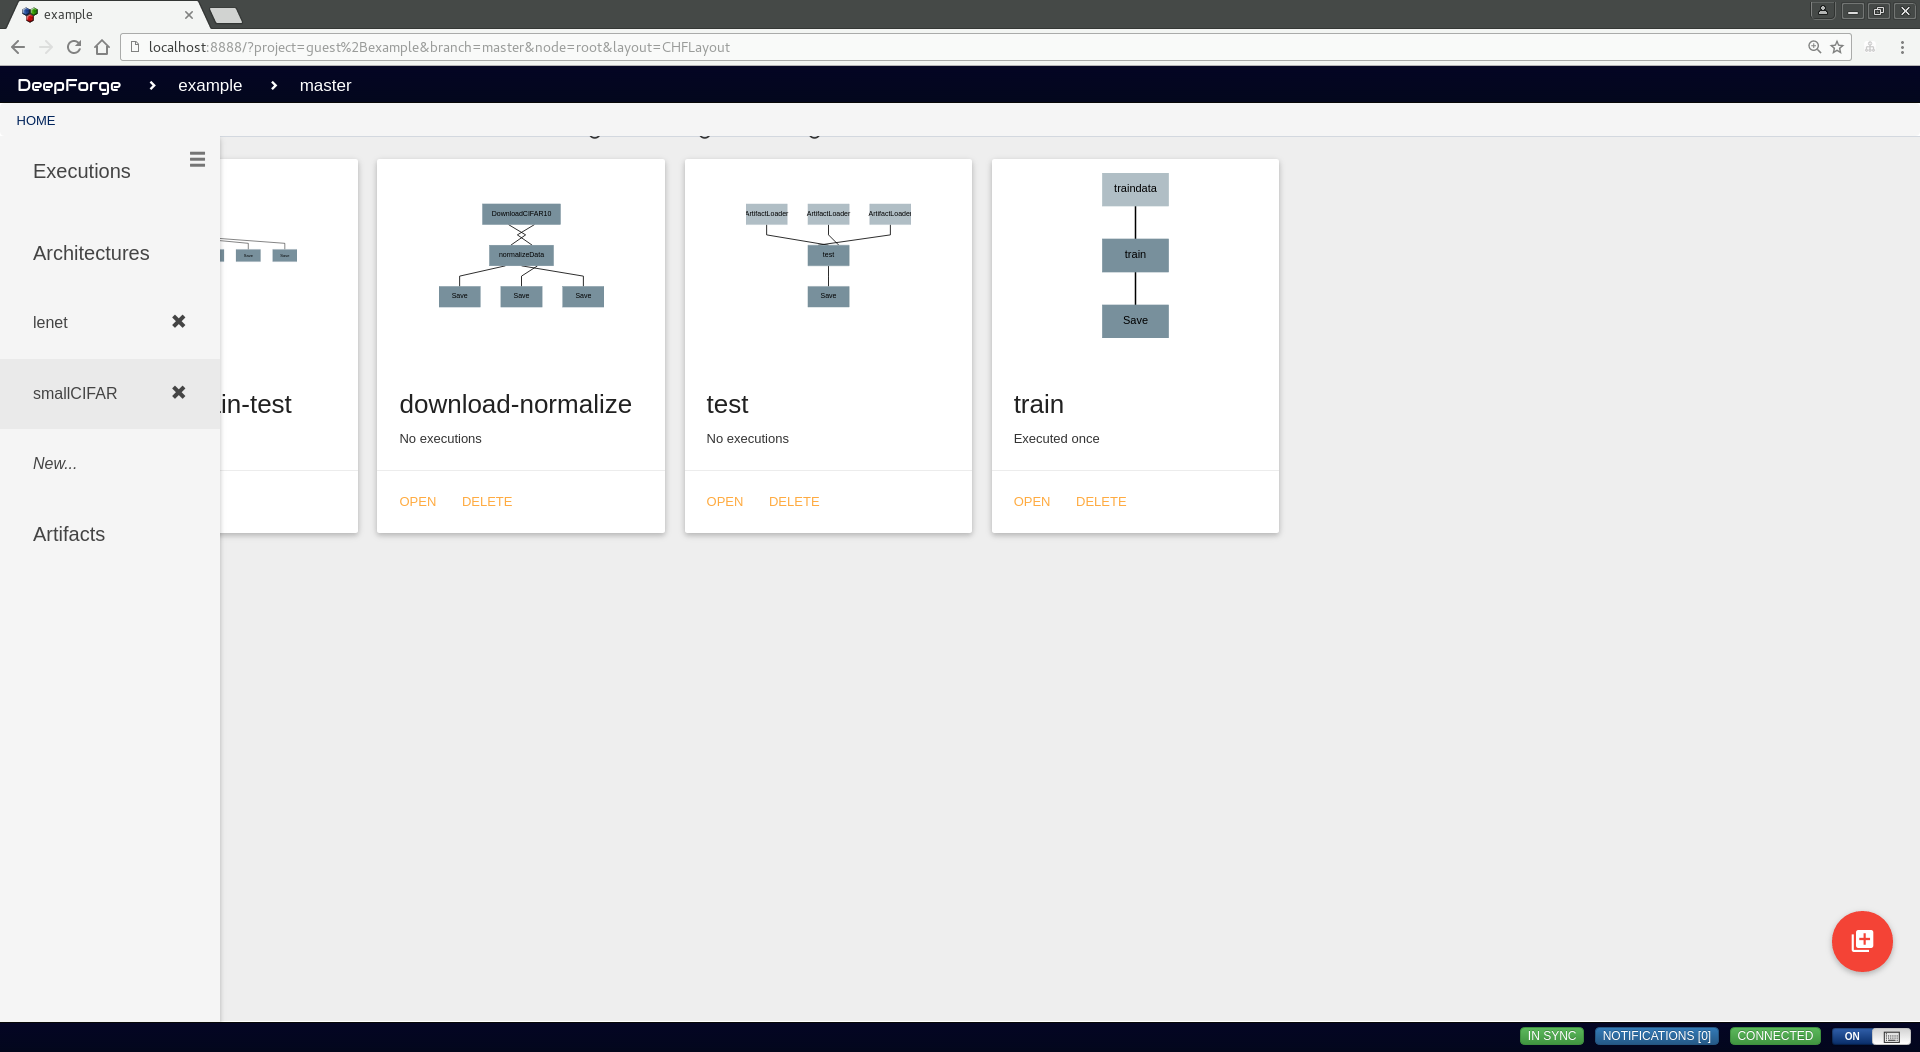 example
localhost:8888/?project=guest%2Bexample&branch=master&node=root&layout=CHFLayout
DeepForge example master
HOME
Executions
Architectures
lenet
smallCIFAR
New...
Artifacts
Save Save
in-test
DownloadCIFAR10
normalizeData
Save Save Save
download-normalize
No executions
OPEN DELETE
ArtifactLoader ArtifactLoader ArtifactLoader
test
Save
test
No executions
OPEN DELETE
traindata
train
Save
train
Executed once
OPEN DELETE
IN SYNC NOTIFICATIONS [0] CONNECTED ON